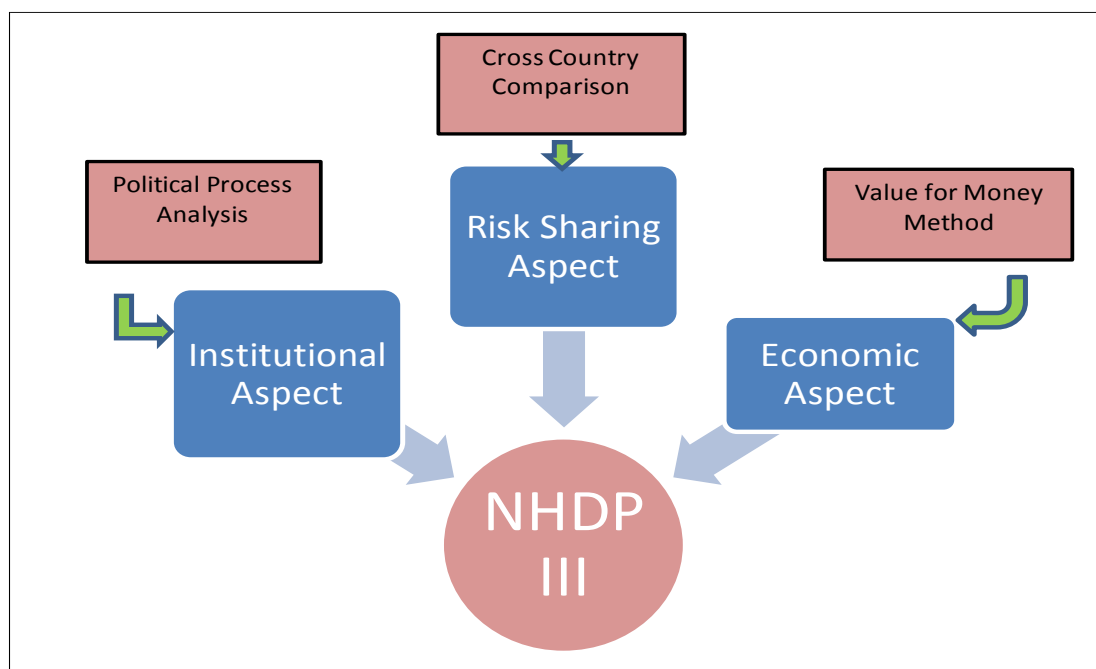 Cross Country
Comparison
Political Process
Analysis
Value for Money
Method
Risk Sharing
Aspect
Institutional
Aspect
Economic
Aspect
NHDP
III